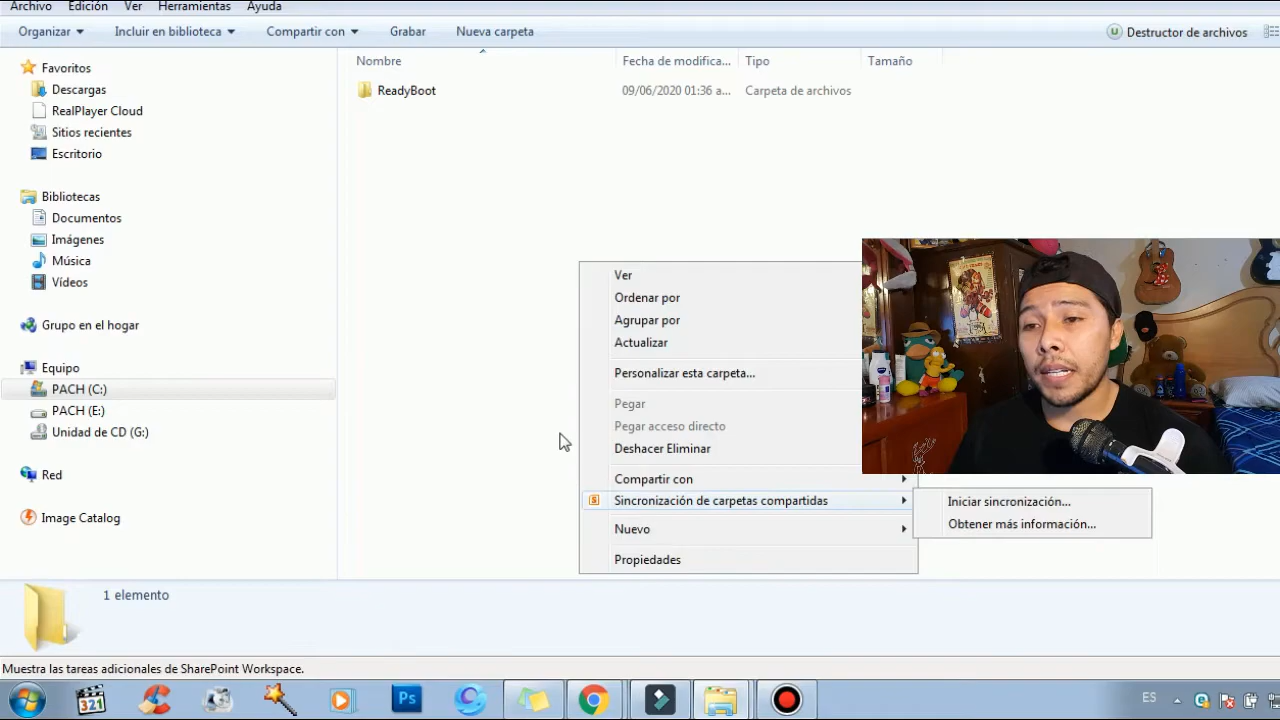 Archivo Edición Ver Herramientas Ayuda
Organizar Incluir en biblioteca Compartir con Grabar Nueva carpeta Destructor de archivos
Nombre Fecha de modifica... Tipo Tamaño
ReadyBoot 09/06/2020 01:36 a... Carpeta de archivos
Favoritos
Descargas
RealPlayer Cloud
Sitios recientes
Escritorio
Bibliotecas
Documentos
Imágenes
Música
Vídeos
Grupo en el hogar
Equipo
PACH (C:)
PACH (E:)
Unidad de CD (G:)
Red
Image Catalog
Ver
Ordenar por
Agrupar por
Actualizar
Personalizar esta carpeta...
Pegar
Pegar acceso directo
Deshacer Eliminar
Compartir con
Sincronización de carpetas compartidas
Nuevo
Propiedades
Iniciar sincronización...
Obtener más información...
1 elemento
Muestra las tareas adicionales de SharePoint Workspace.
321
Ps
ES